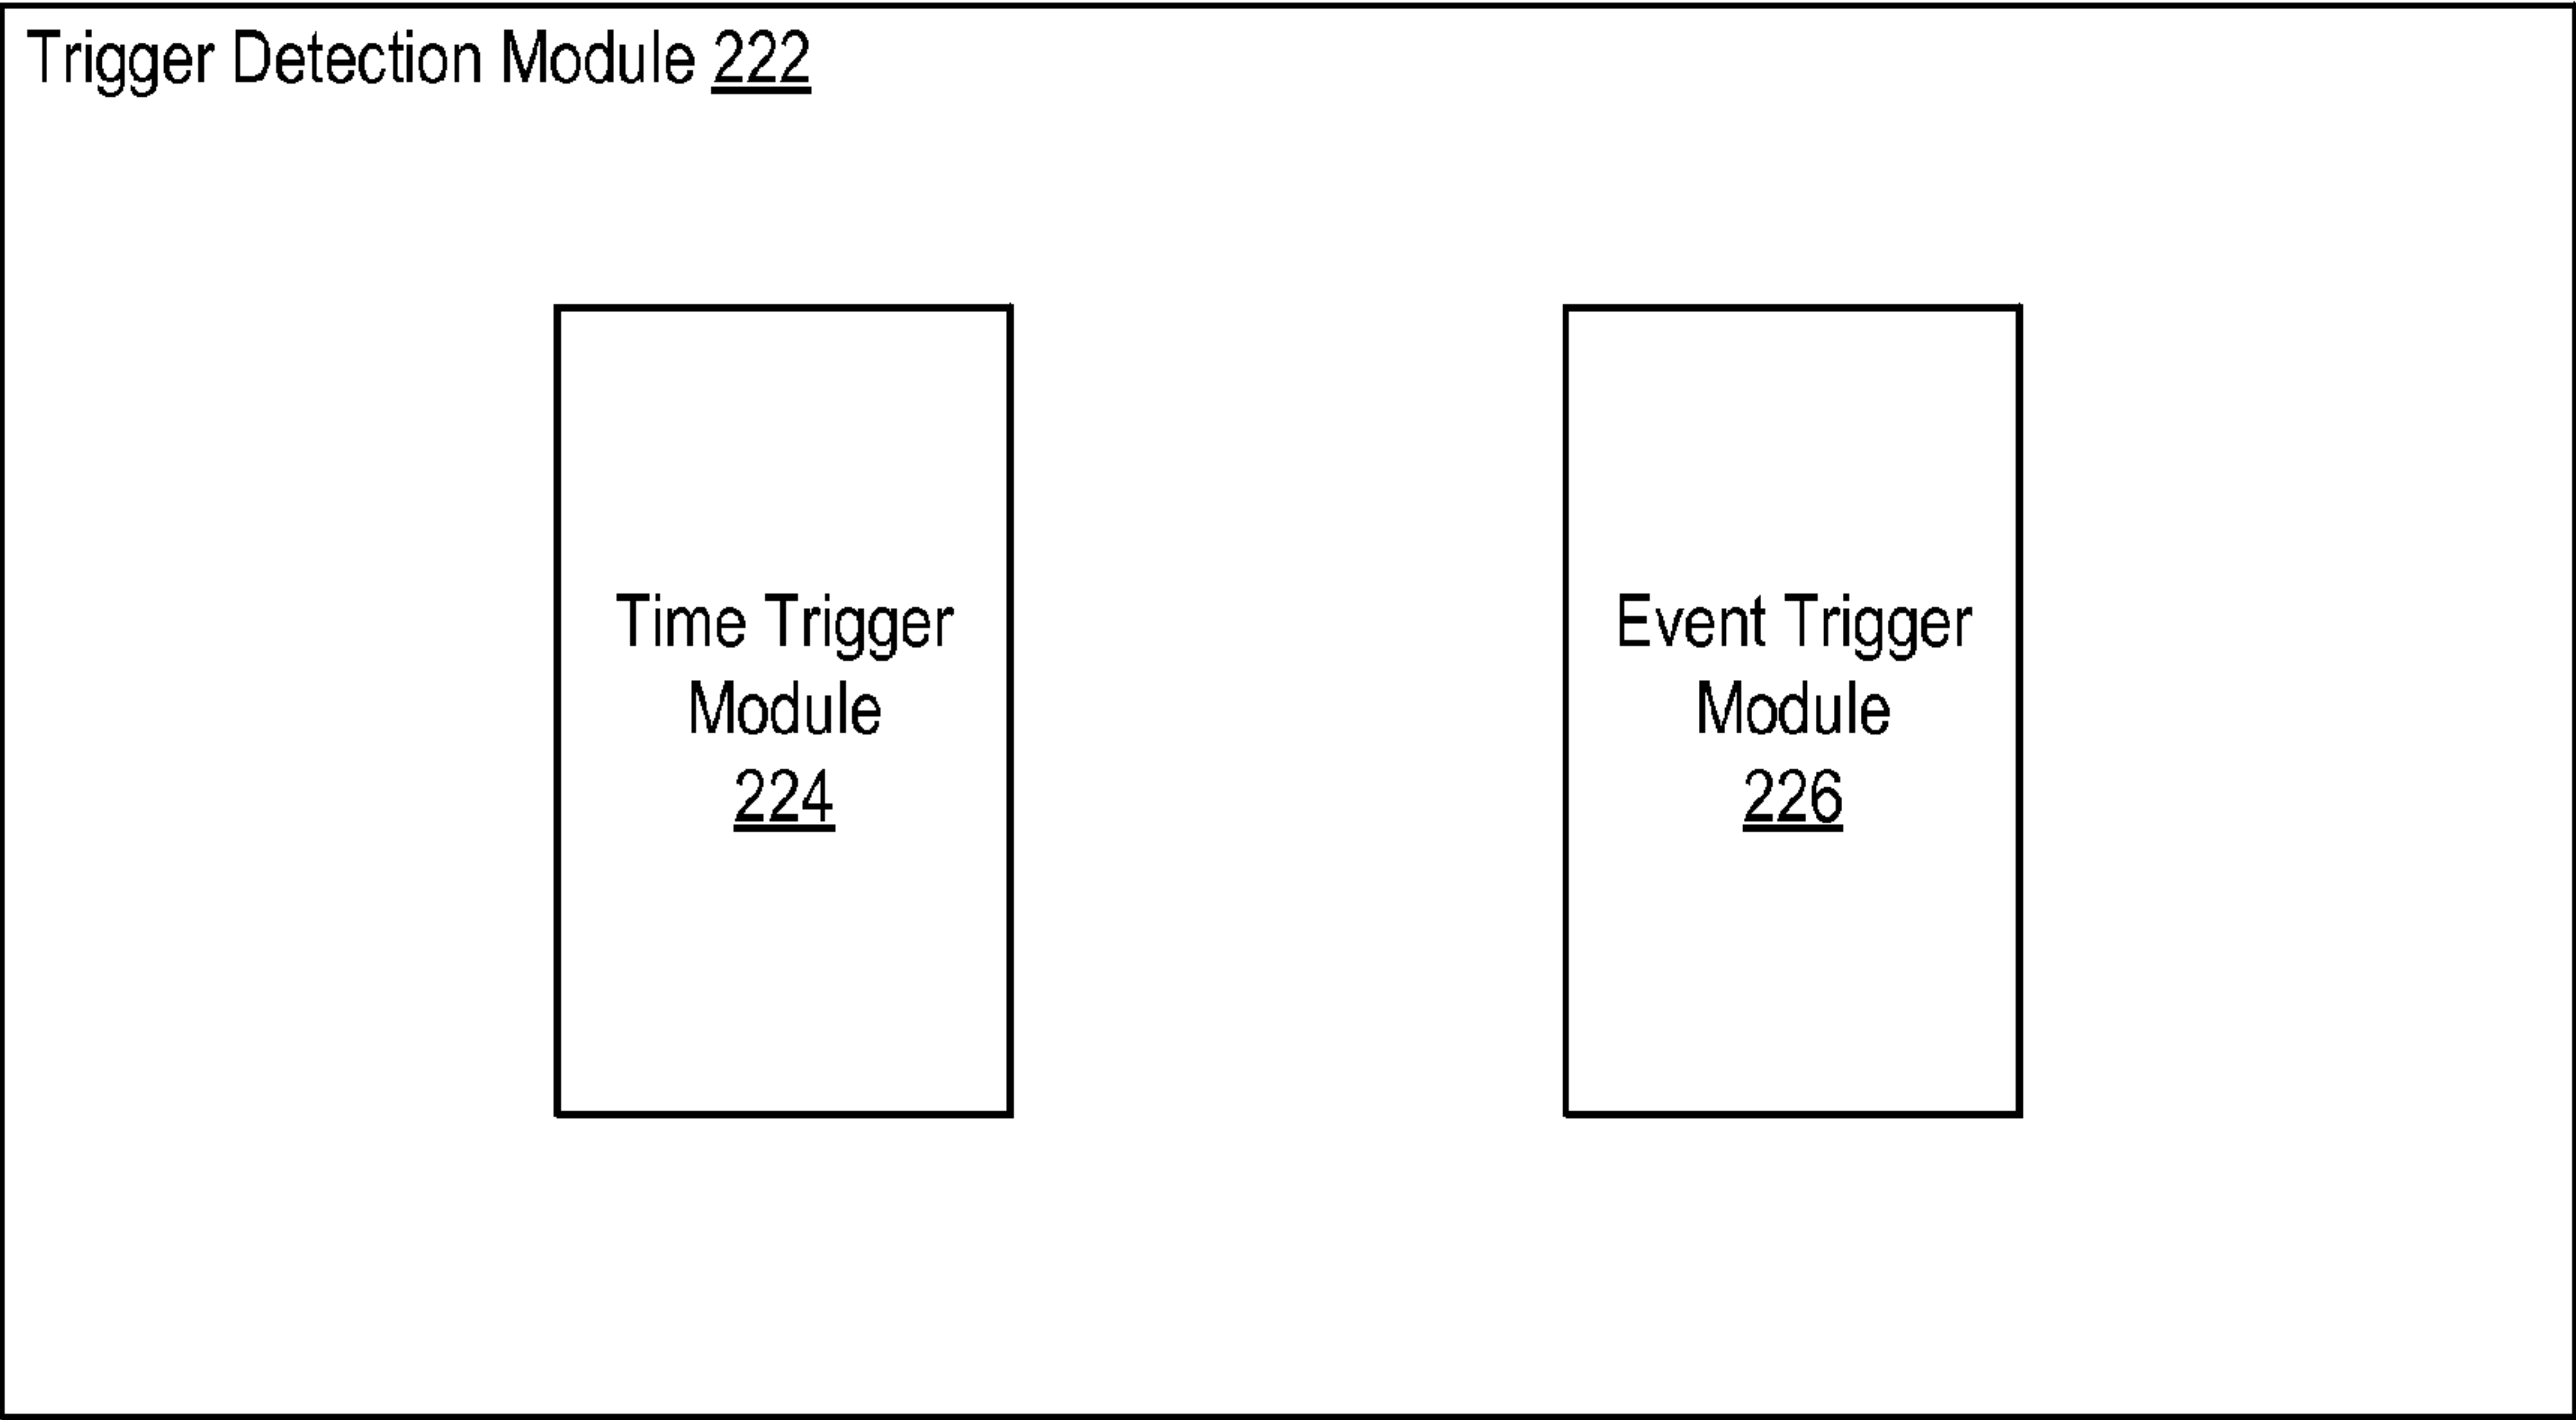 Trigger Detection Module 222
Time Trigger
Module
224
Event Trigger
Module
226